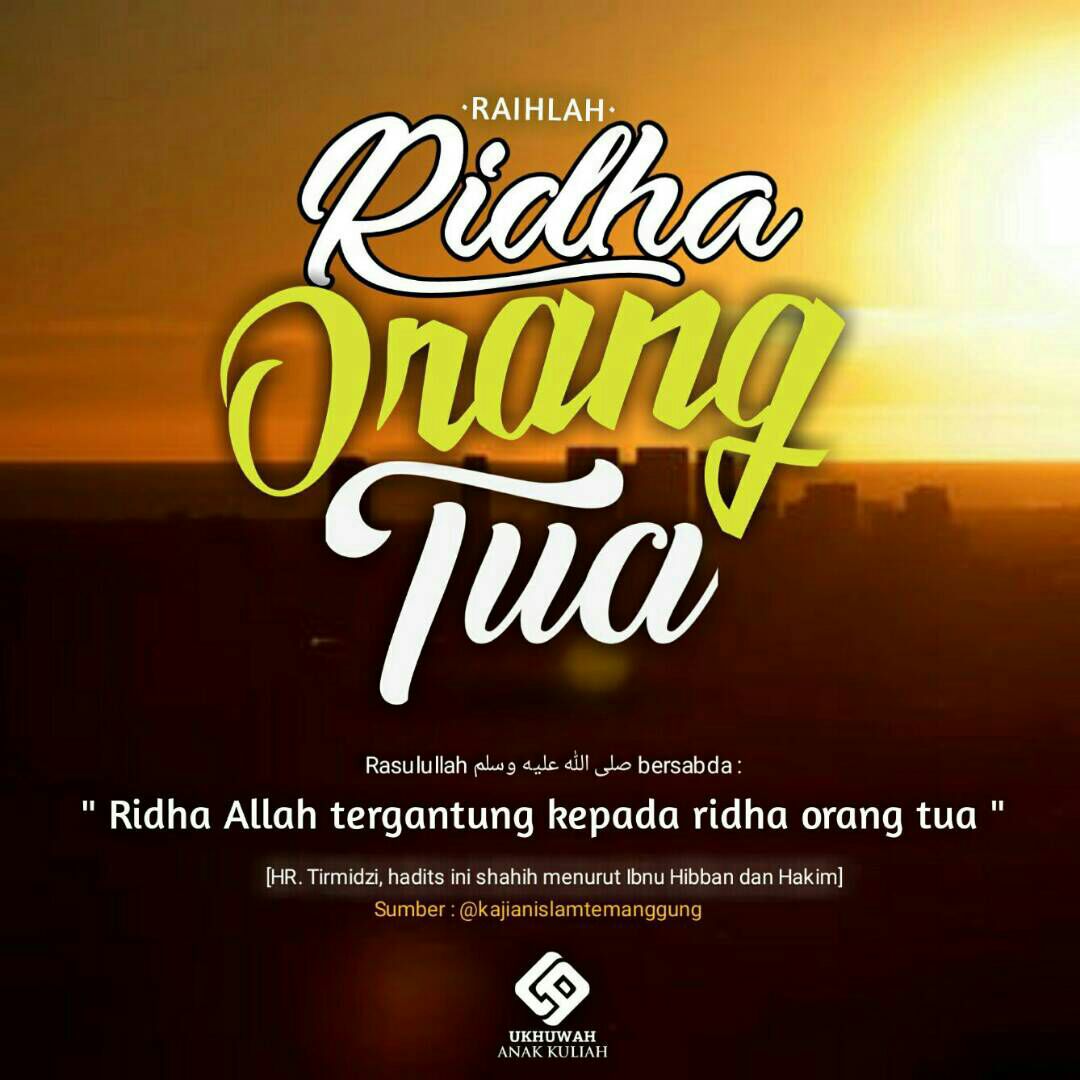 ·RAIHLAH·
Ridha
Orang
Tua
Rasulullah صلى الله عليه وسلم bersabda :
" Ridha Allah tergantung kepada ridha orang tua "
[HR. Tirmidzi, hadits ini shahih menurut Ibnu Hibban dan Hakim]
Sumber : @kajianislamtemanggung
UKHUWAH
ANAK KULIAH